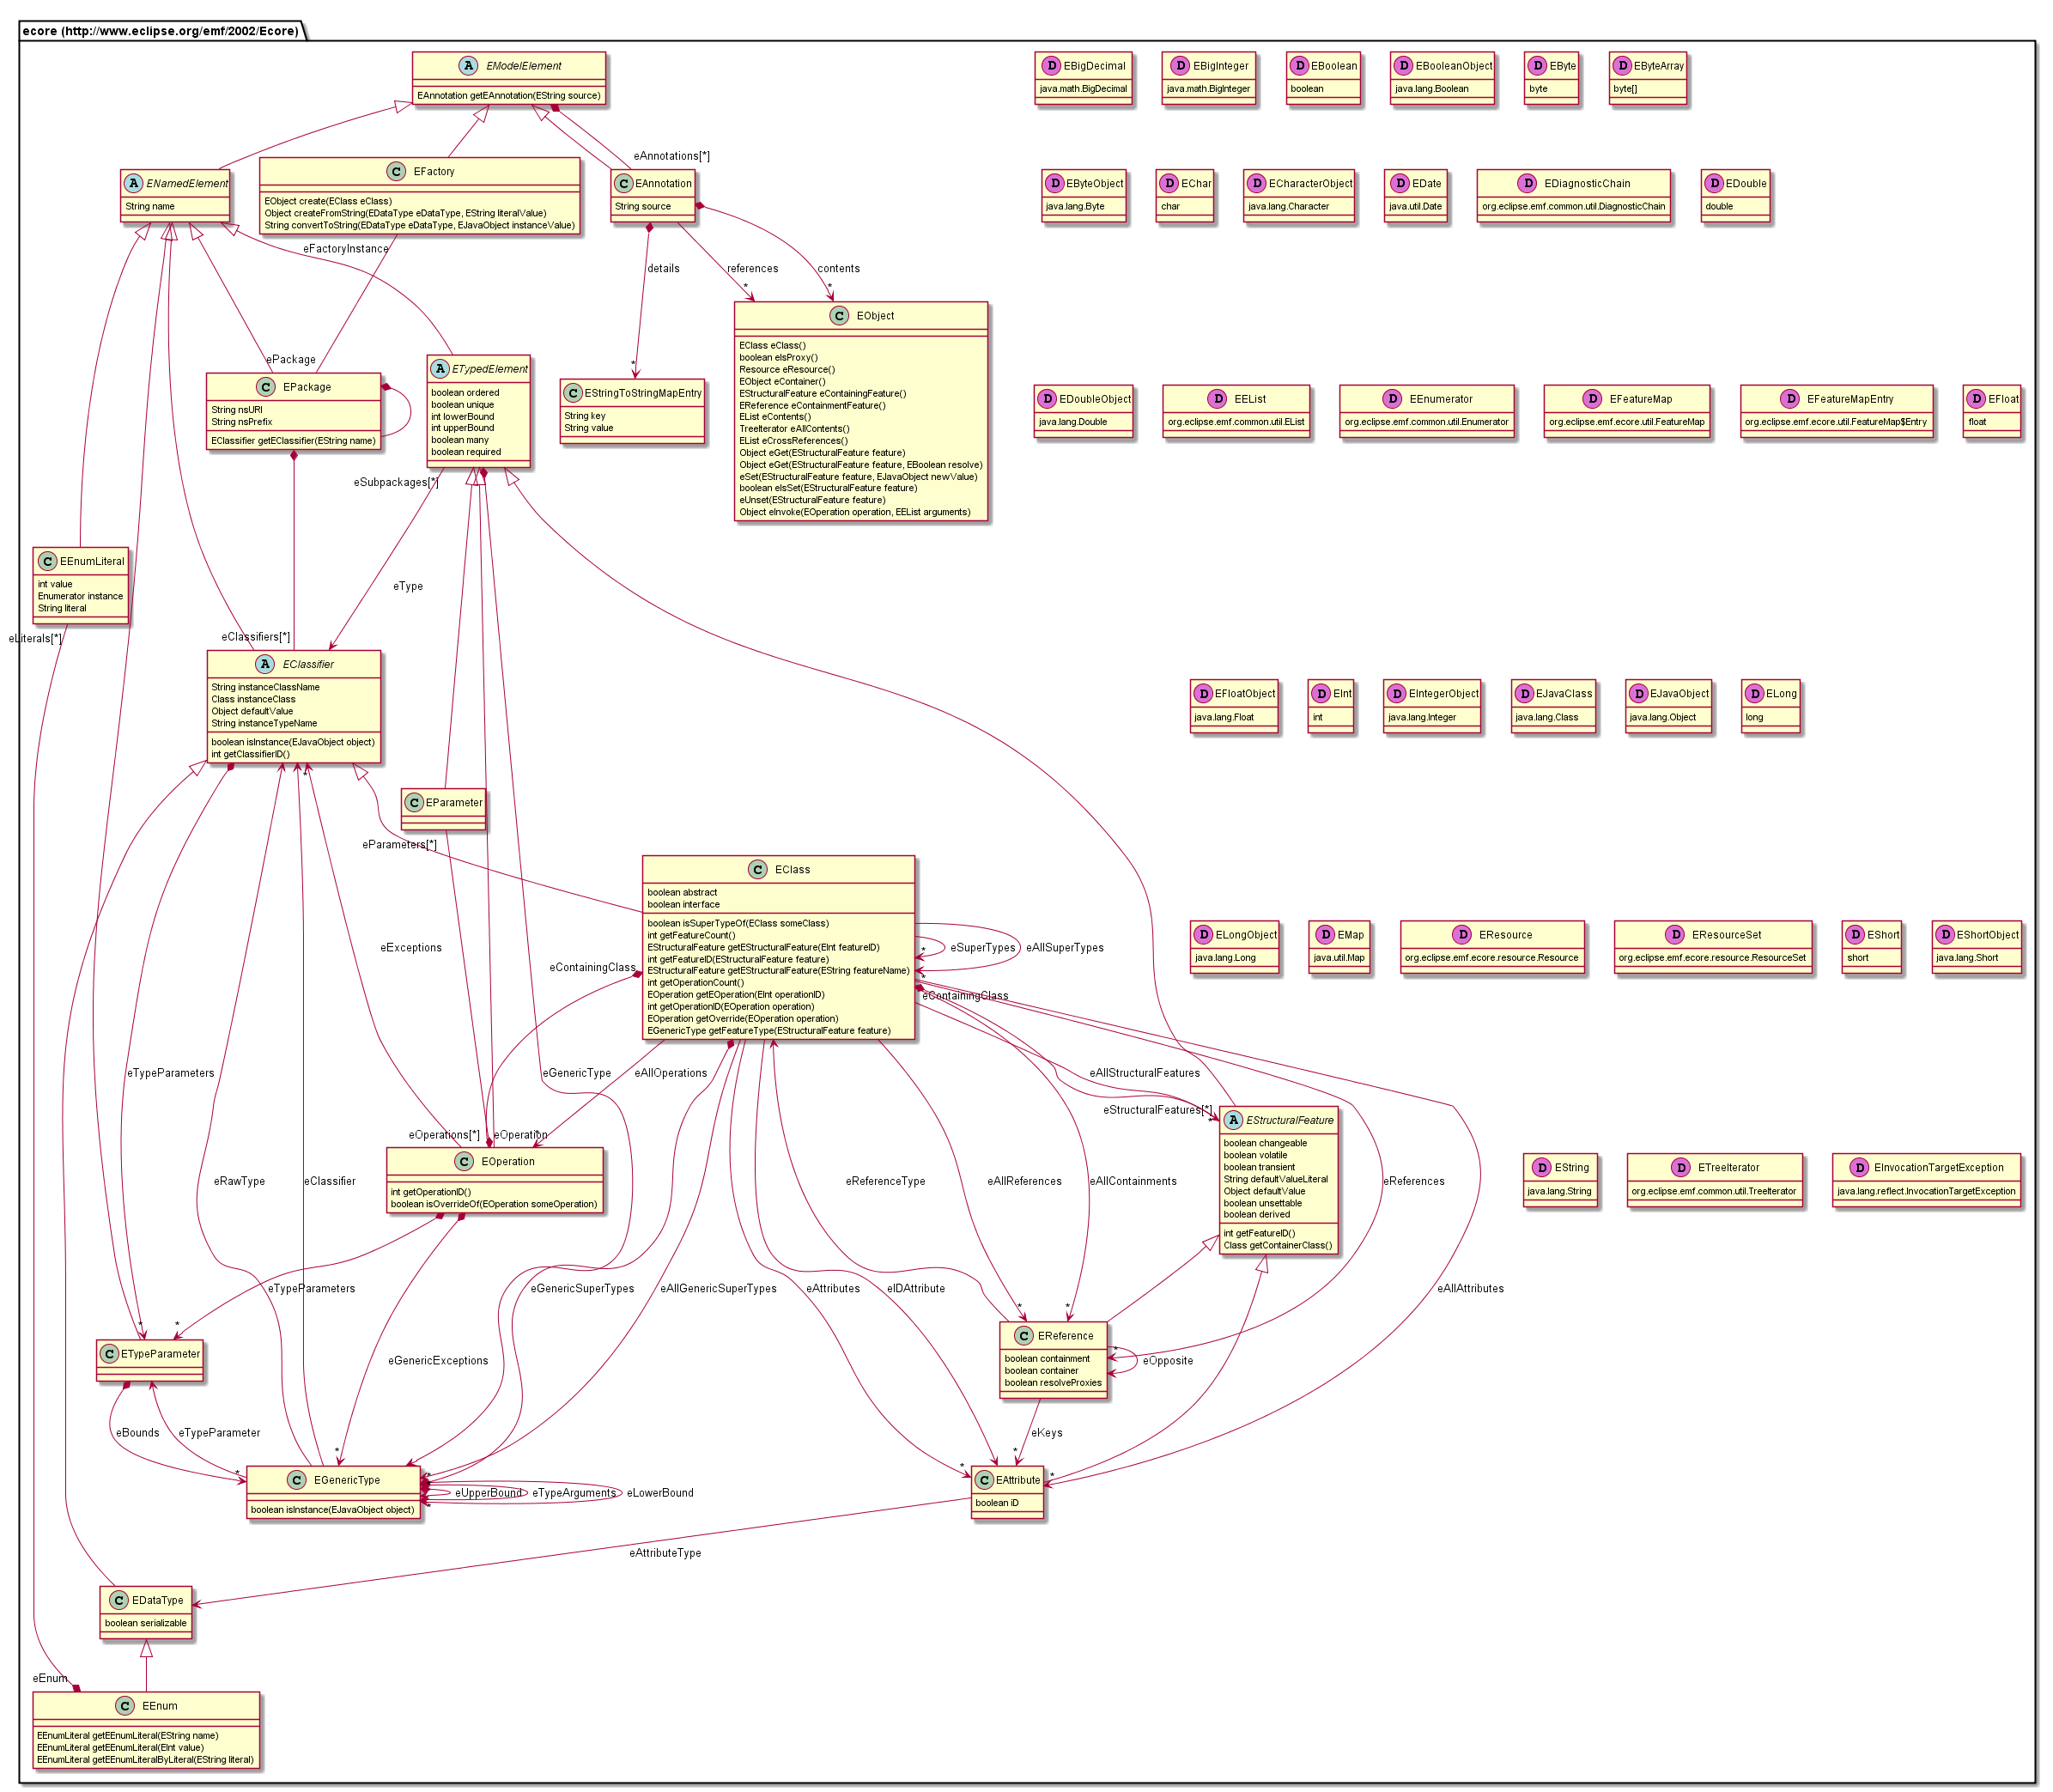 ecore (http://www.eclipse.org/emf/2002/Ecore)
A EModelElement
EAnnotation getEAnnotation(EString source)
D EBigDecimal
java.math.BigDecimal
D EBigInteger
java.math.BigInteger
D EBoolean
boolean
D EBooleanObject
java.lang.Boolean
D EByte
byte
D EByteArray
byte[]
eAnnotations[*]
A ENamedElement
String name
C EFactory
EObject create(EClass eClass)
Object createFromString(EDataType eDataType, EString literalValue)
String convertToString(EDataType eDataType, EJavaObject instanceValue)
C EAnnotation
String source
D EByteObject
java.lang.Byte
D EChar
char
D ECharacterObject
java.lang.Character
D EDate
java.util.Date
D EDiagnosticChain
org.eclipse.emf.common.util.DiagnosticChain
D EDouble
double
eFactoryInstance
details
references
contents
*
*
C EObject
EClass eClass()
boolean eIsProxy()
Resource eResource()
EObject eContainer()
EStructuralFeature eContainingFeature()
EReference eContainmentFeature()
EList eContents()
TreeIterator eAllContents()
EList eCrossReferences()
Object eGet(EStructuralFeature feature)
Object eGet(EStructuralFeature feature, EBoolean resolve)
eSet(EStructuralFeature feature, EJavaObject newValue)
boolean eIsSet(EStructuralFeature feature)
eUnset(EStructuralFeature feature)
Object eInvoke(EOperation operation, EEList arguments)
ePackage
*
C EPackage
String nsURI
String nsPrefix
EClassifier getEClassifier(EString name)
A ETypedElement
boolean ordered
boolean unique
int lowerBound
int upperBound
boolean many
boolean required
C EStringToStringMapEntry
String key
String value
D EDoubleObject
java.lang.Double
D EEList
org.eclipse.emf.common.util.EList
D EEnumerator
org.eclipse.emf.common.util.Enumerator
D EFeatureMap
org.eclipse.emf.ecore.util.FeatureMap
D EFeatureMapEntry
org.eclipse.emf.ecore.util.FeatureMap$Entry
D EFloat
float
eSubpackages[*]
C EEnumLiteral
int value
Enumerator instance
String literal
eType
eLiterals[*]
eClassifiers[*]
A EClassifier
String instanceClassName
Class instanceClass
Object defaultValue
String instanceTypeName
boolean isInstance(EJavaObject object)
int getClassifierID()
D EFloatObject
java.lang.Float
D EInt
int
D EIntegerObject
java.lang.Integer
D EJavaClass
java.lang.Class
D EJavaObject
java.lang.Object
D ELong
long
*
C EParameter
eParameters[*]
C EClass
boolean abstract
boolean interface
boolean isSuperTypeOf(EClass someClass)
int getFeatureCount()
EStructuralFeature getEStructuralFeature(EInt featureID)
int getFeatureID(EStructuralFeature feature)
EStructuralFeature getEStructuralFeature(EString featureName)
int getOperationCount()
EOperation getEOperation(EInt operationID)
int getOperationID(EOperation operation)
EOperation getOverride(EOperation operation)
EGenericType getFeatureType(EStructuralFeature feature)
eExceptions
eContainingClass
*
eSuperTypes
eAllSuperTypes
*
eContainingClass
D ELongObject
java.lang.Long
D EMap
java.util.Map
D EResource
org.eclipse.emf.ecore.resource.Resource
D EResourceSet
org.eclipse.emf.ecore.resource.ResourceSet
D EShort
short
D EShortObject
java.lang.Short
eTypeParameters
eGenericType
eAllOperations
eAllStructuralFeatures
eStructuralFeatures[*]
*
eOperations[*]
eOperation
*
C EOperation
int getOperationID()
boolean isOverrideOf(EOperation someOperation)
A EStructuralFeature
boolean changeable
boolean volatile
boolean transient
String defaultValueLiteral
Object defaultValue
boolean unsettable
boolean derived
int getFeatureID()
Class getContainerClass()
D EString
java.lang.String
D ETreeIterator
org.eclipse.emf.common.util.TreeIterator
D EInvocationTargetException
java.lang.reflect.InvocationTargetException
eRawType
eClassifier
eReferenceType
eAllReferences
eAllContainments
eReferences
eTypeParameters
eGenericSuperTypes
eAllGenericSuperTypes
eAttributes
eIDAttribute
eAllAttributes
*
*
*
*
C ETypeParameter
C EReference
boolean containment
boolean container
boolean resolveProxies
*
eOpposite
eGenericExceptions
eBounds
eTypeParameter
eKeys
*
*
*
*
*
*
C EGenericType
boolean isInstance(EJavaObject object)
eUpperBound
eTypeArguments
eLowerBound
*
C EAttribute
boolean iD
eAttributeType
C EDataType
boolean serializable
eEnum
C EEnum
EEnumLiteral getEEnumLiteral(EString name)
EEnumLiteral getEEnumLiteral(EInt value)
EEnumLiteral getEEnumLiteralByLiteral(EString literal)